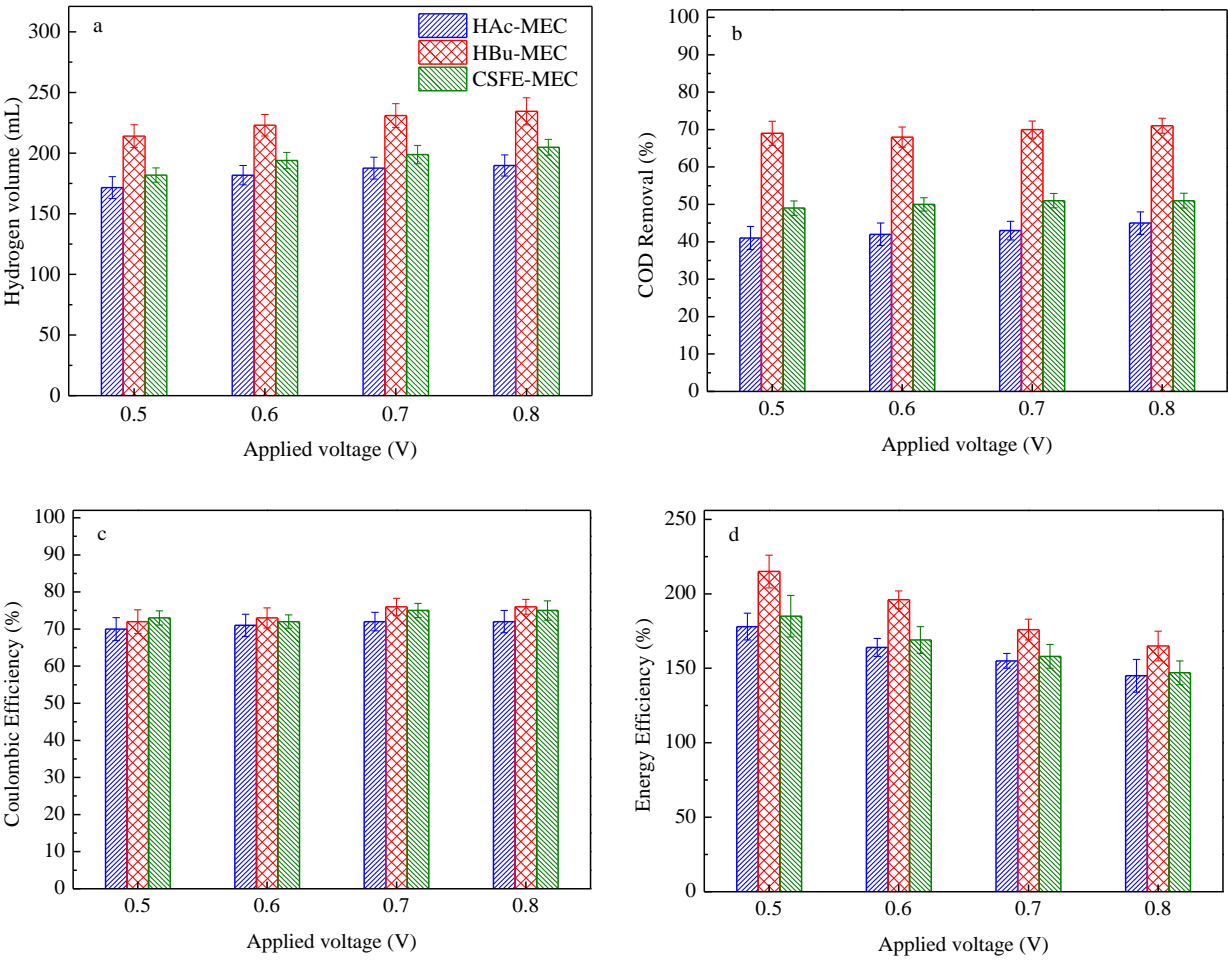 a
HAc-MEC
HBu-MEC
CSFE-MEC
300
250
200
150
100
50
0
Hydrogen volume (mL)
0.5 0.6 0.7 0.8
Applied voltage (V)
b
100
90
80
70
60
50
40
30
20
10
0
COD Removal (%)
0.5 0.6 0.7 0.8
Applied voltage (V)
c
100
90
80
70
60
70
50
40
30
20
10
0
Coulombic Efficiency (%)
0.5 0.6 0.7 0.8
Applied voltage (V)
d
250
200
150
100
50
0
Energy Efficiency (%)
0.5 0.6 0.7 0.8
Applied voltage (V)